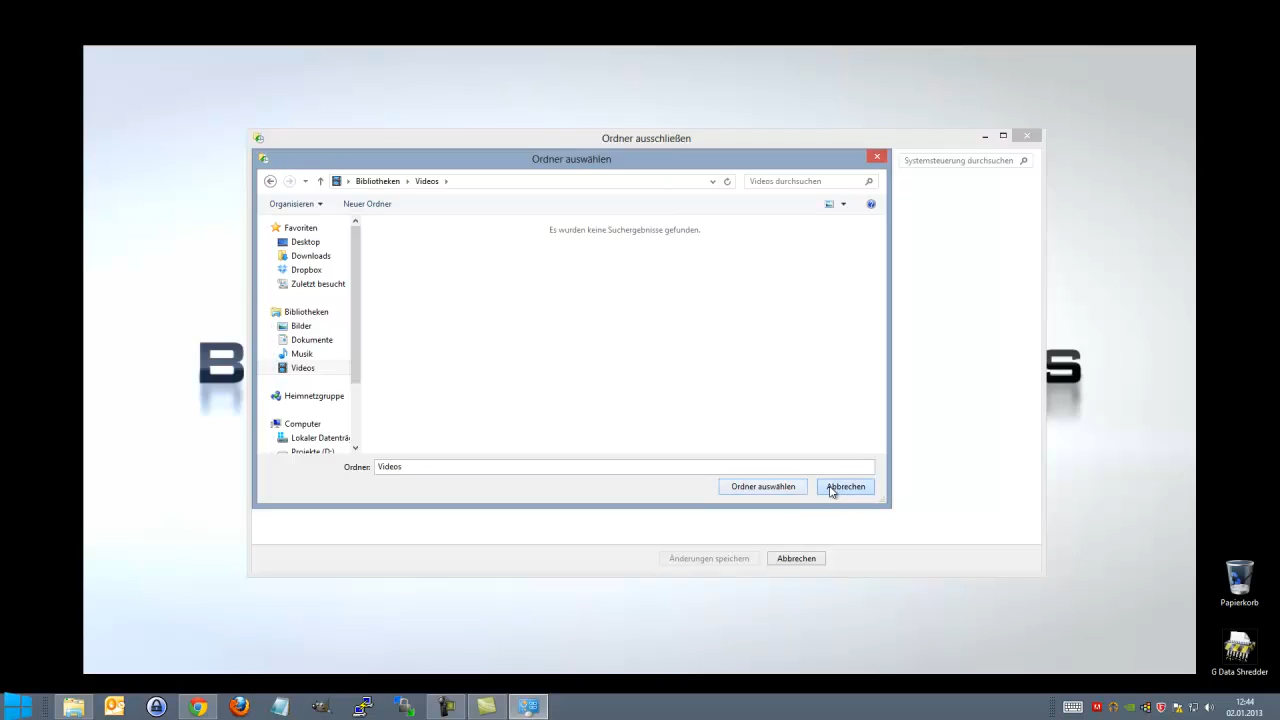 Ordner ausschließen
Ordner auswählen
Systemsteuerung durchsuchen
Bibliotheken
Videos
Videos durchsuchen
Organisieren
Neuer Ordner
Es wurden keine Suchergebnisse gefunden.
Favoriten
Desktop
Downloads
Dropbox
Zuletzt besucht
Bibliotheken
Bilder
Dokumente
Musik
Videos
Heimnetzgruppe
Computer
Lokaler Datenträ
Projekte (D:)
Ordner: Videos
Ordner auswählen
Abbrechen
Änderungen speichern
Abbrechen
B
S
Papierkorb
G Data Shredder
12:44
02.01.2013